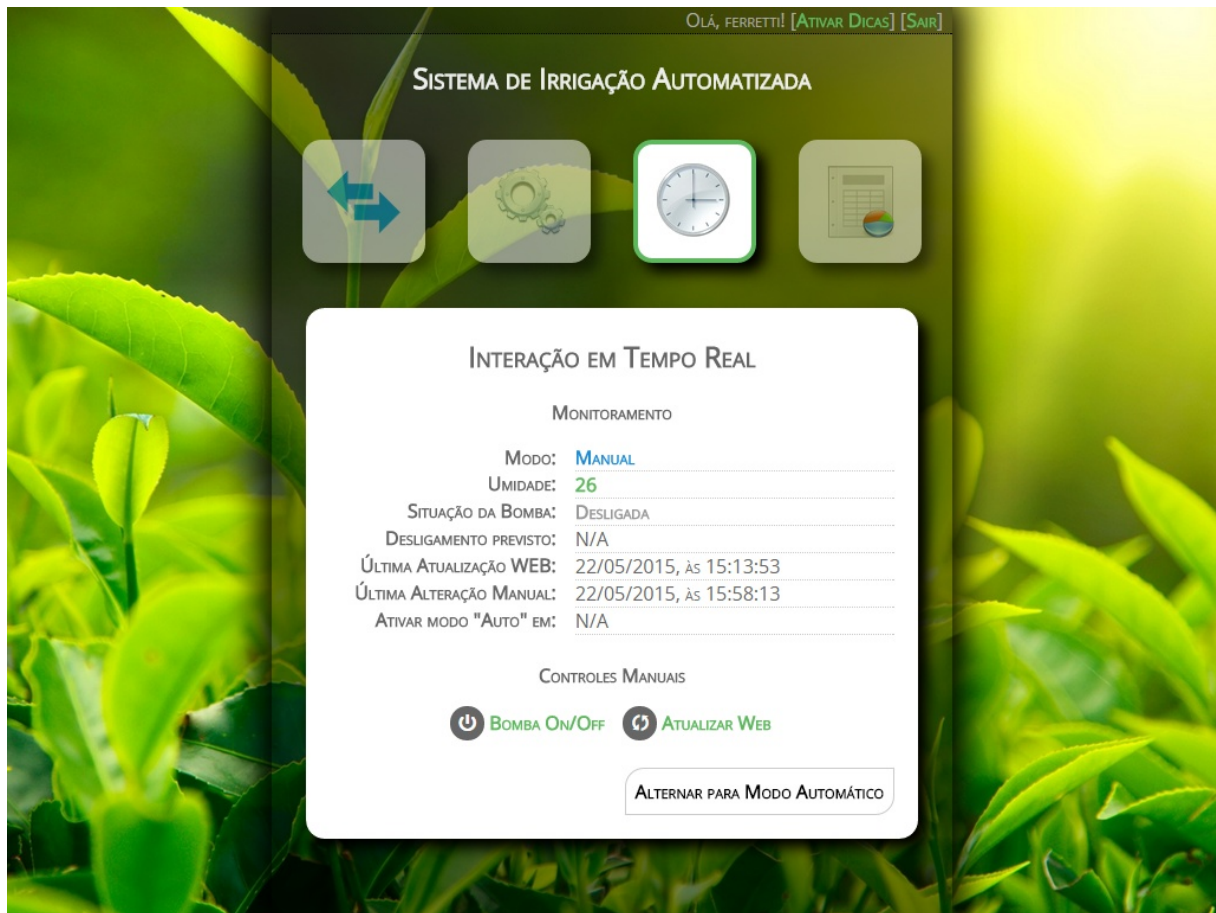 Olá, ferretti! [Ativar Dicas] [Sair]
Sistema de Irrigação Automatizada
Interação em Tempo Real
Monitoramento
Modo: Manual
Umidade: 26
Situação da Bomba: Desligada
Desligamento previsto: N/A
Última Atualização WEB: 22/05/2015, às 15:13:53
Última Alteração Manual: 22/05/2015, às 15:58:13
Ativar modo "Auto" em: N/A
Controles Manuais
Bomba On/Off Atualizar Web
Alternar para Modo Automático